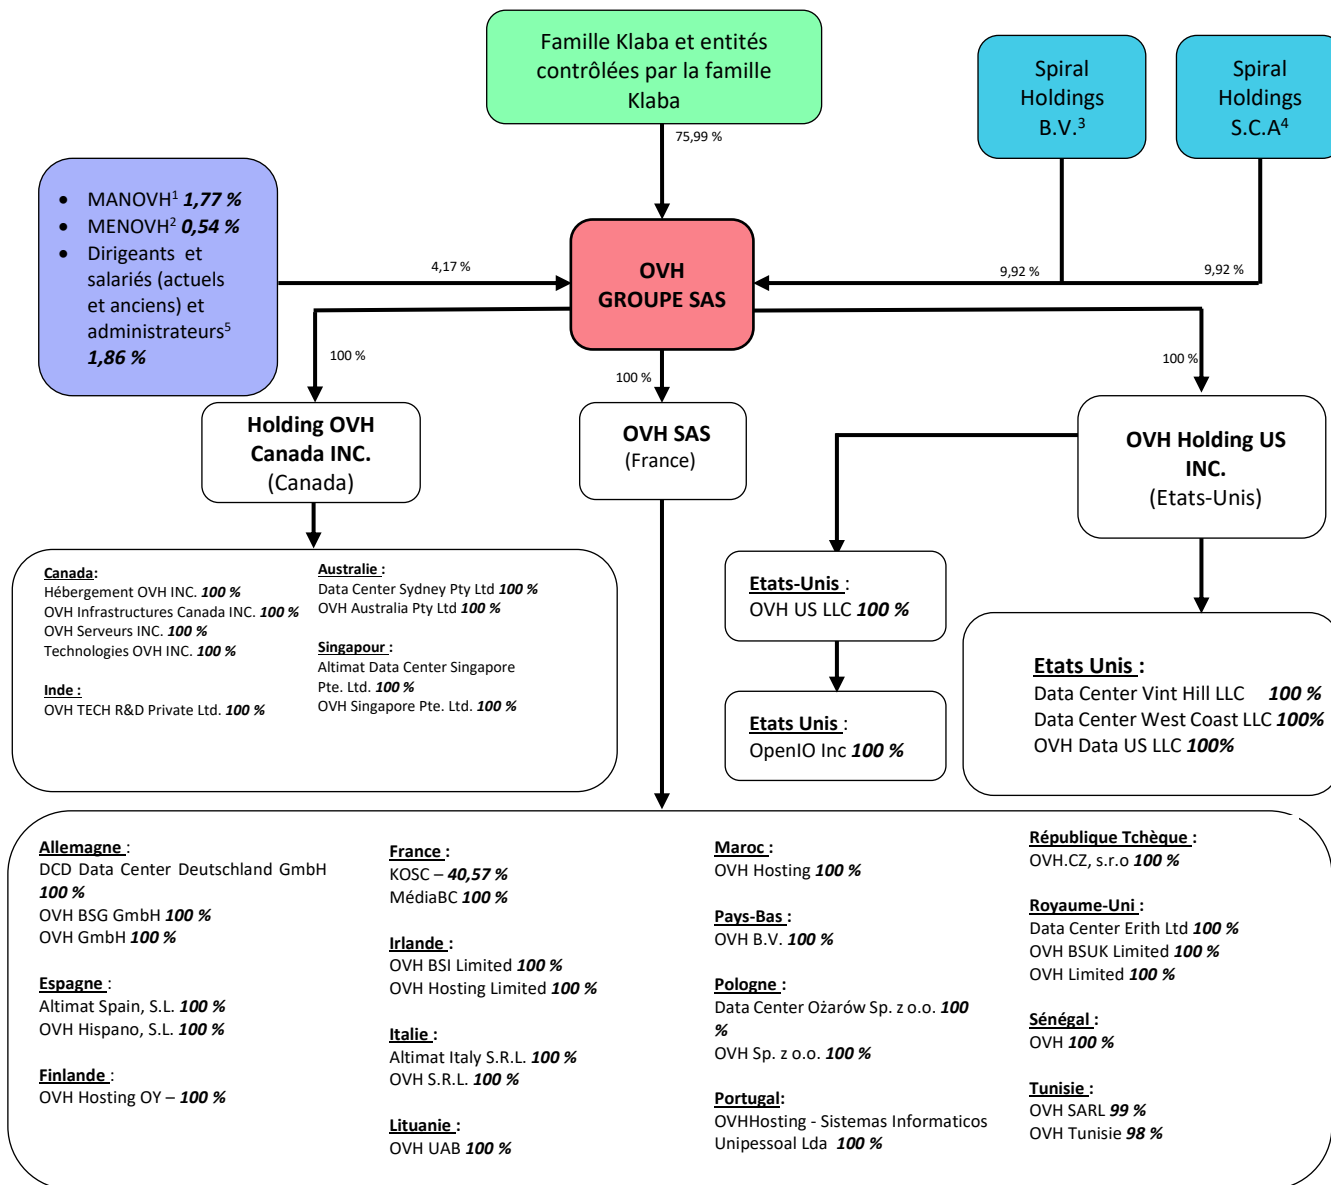 Famille Klaba et entités
contrôlées par la famille
Klaba
Spiral
Holdings
B.V.³
Spiral
Holdings
S.C.A⁴
75,99 %
• MANOVH¹ 1,77 %
• MENOVH² 0,54 %
• Dirigeants et
salariés (actuels
et anciens) et
administrateurs⁵
1,86 %
4,17 %
OVH
GROUPE SAS
9,92 %
9,92 %
100 %
100 %
100 %
Holding OVH
Canada INC.
(Canada)
OVH SAS
(France)
OVH Holding US
INC.
(Etats-Unis)
Canada:
Hébergement OVH INC. 100 %
OVH Infrastructures Canada INC. 100 %
OVH Serveurs INC. 100 %
Technologies OVH INC. 100 %
Inde :
OVH TECH R&D Private Ltd. 100 %
Australie :
Data Center Sydney Pty Ltd 100 %
OVH Australia Pty Ltd 100 %
Singapour :
Altimat Data Center Singapore
Pte. Ltd. 100 %
OVH Singapore Pte. Ltd. 100 %
Etats-Unis :
OVH US LLC 100 %
Etats Unis :
OpenIO Inc 100 %
Etats Unis :
Data Center Vint Hill LLC 100 %
Data Center West Coast LLC 100%
OVH Data US LLC 100%
Allemagne :
DCD Data Center Deutschland GmbH
100 %
OVH BSG GmbH 100 %
OVH GmbH 100 %
Espagne :
Altimat Spain, S.L. 100 %
OVH Hispano, S.L. 100 %
Finlande :
OVH Hosting OY – 100 %
France :
KOSC – 40,57 %
MédiaBC 100 %
Irlande :
OVH BSI Limited 100 %
OVH Hosting Limited 100 %
Italie :
Altimat Italy S.R.L. 100 %
OVH S.R.L. 100 %
Lituanie :
OVH UAB 100 %
Maroc :
OVH Hosting 100 %
Pays-Bas :
OVH B.V. 100 %
Pologne :
Data Center Ożarów Sp. z o.o. 100
%
OVH Sp. z o.o. 100 %
Portugal:
OVHHosting - Sistemas Informaticos
Unipessoal Lda 100 %
République Tchèque :
OVH.CZ, s.r.o 100 %
Royaume-Uni :
Data Center Erith Ltd 100 %
OVH BSUK Limited 100 %
OVH Limited 100 %
Sénégal :
OVH 100 %
Tunisie :
OVH SARL 99 %
OVH Tunisie 98 %